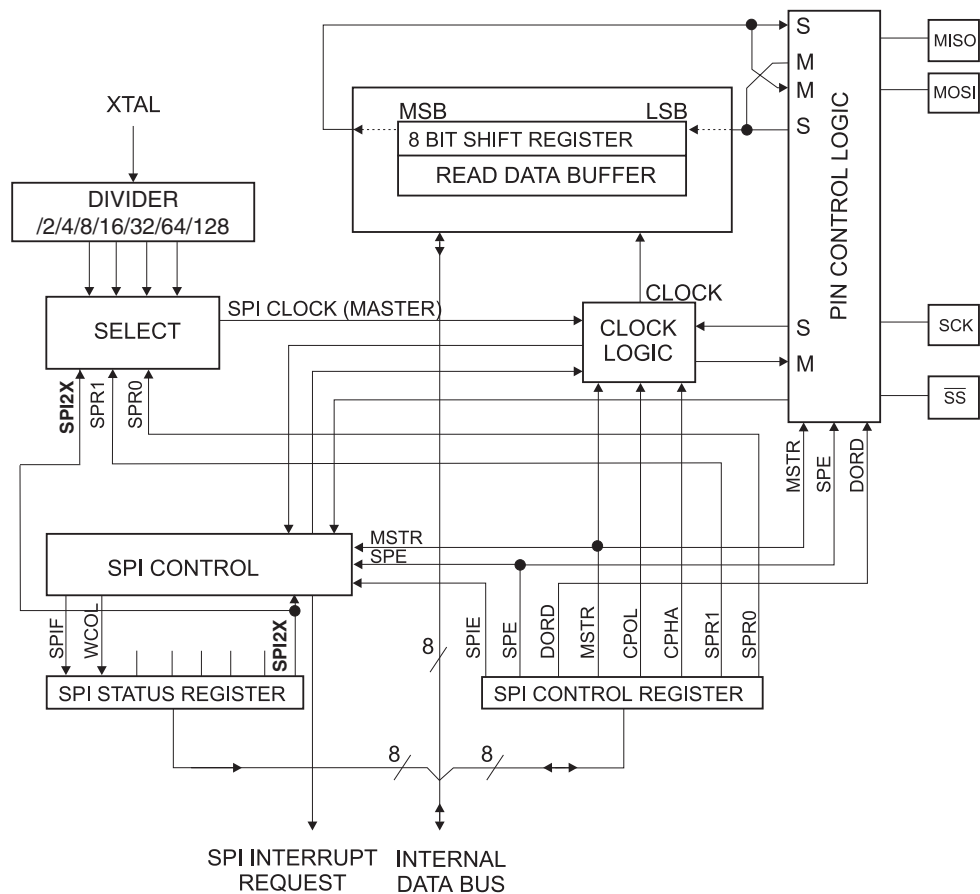 S
MISO
M
XTAL
MSB
LSB
M
MOSI
8 BIT SHIFT REGISTER
S
READ DATA BUFFER
DIVIDER
/2/4/8/16/32/64/128
PIN CONTROL LOGIC
SPI CLOCK (MASTER)
CLOCK
SELECT
CLOCK
LOGIC
S
SCK
M
SPI2X
SPR1
SPR0
SS
MSTR
SPE
DORD
MSTR
SPE
SPI CONTROL
SPIF
WCOL
SPI2X
8
SPIE
SPE
DORD
MSTR
CPOL
CPHA
SPR1
SPR0
SPI STATUS REGISTER
SPI CONTROL REGISTER
8
8
SPI INTERRUPT
REQUEST
INTERNAL
DATA BUS